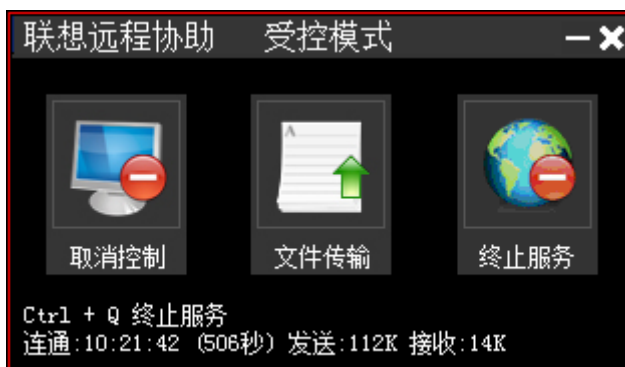 联想远程协助 受控模式
A
取消控制 文件传输 终止服务
Ctrl + Q 终止服务
连通:10:21:42 (506秒) 发送:112K 接收:14K